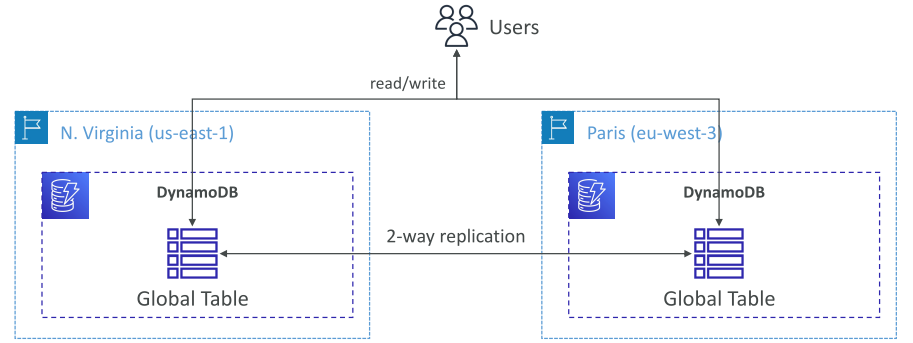 Users
read/write
N. Virginia (us-east-1)
Paris (eu-west-3)
DynamoDB
DynamoDB
2-way replication
Global Table
Global Table